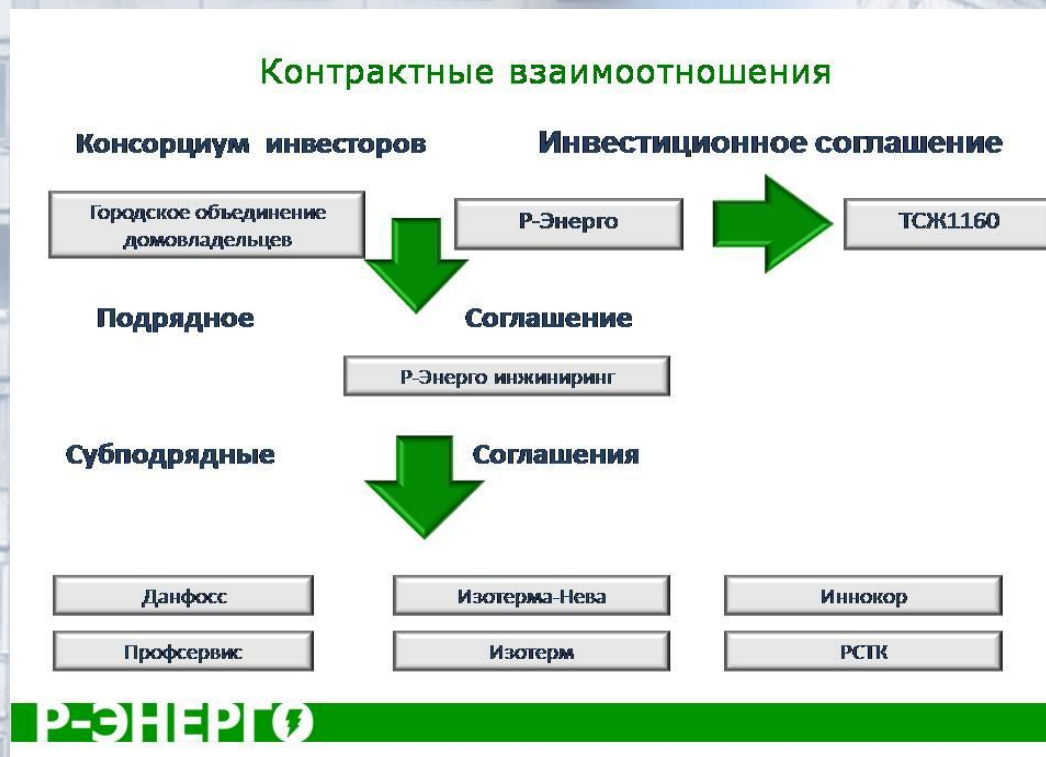 Контрактные взаимоотношения
Консорциум инвесторов
Инвестиционное соглашение
Городское объединение
домовладельцев
Р-Энерго
ТСЖ1160
Подрядное Соглашение
Р-Энерго инжиниринг
Субподрядные Соглашения
Данфосс
Изотерма-Нева
Иннокор
Профсервис
Изотерм
РСТК
Р-ЭНЕРГО